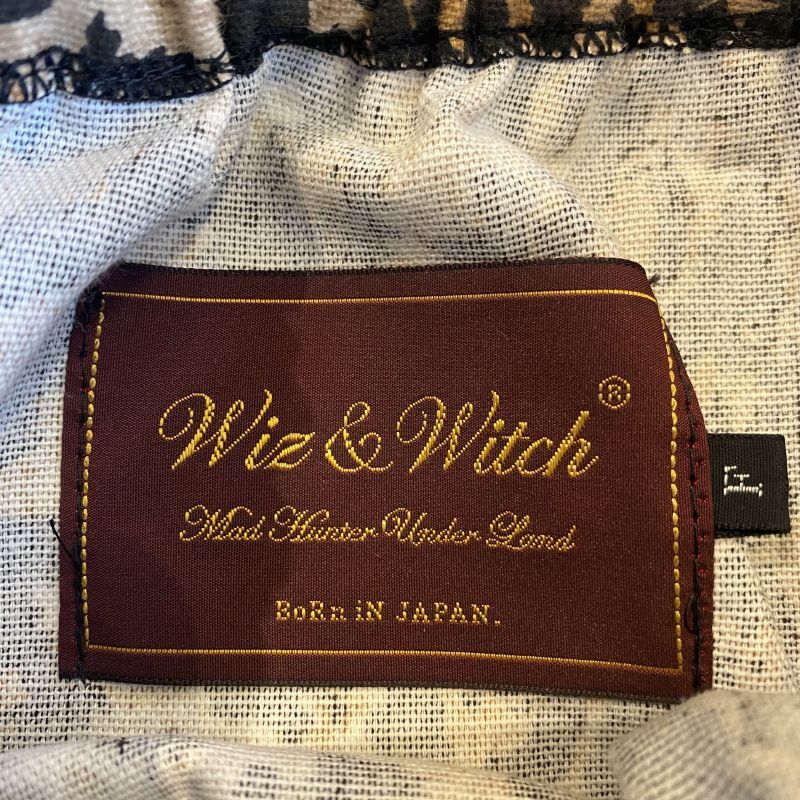 Wiz & Witch ®
Mad Hunter Under Land
BoRn iN JAPAN.